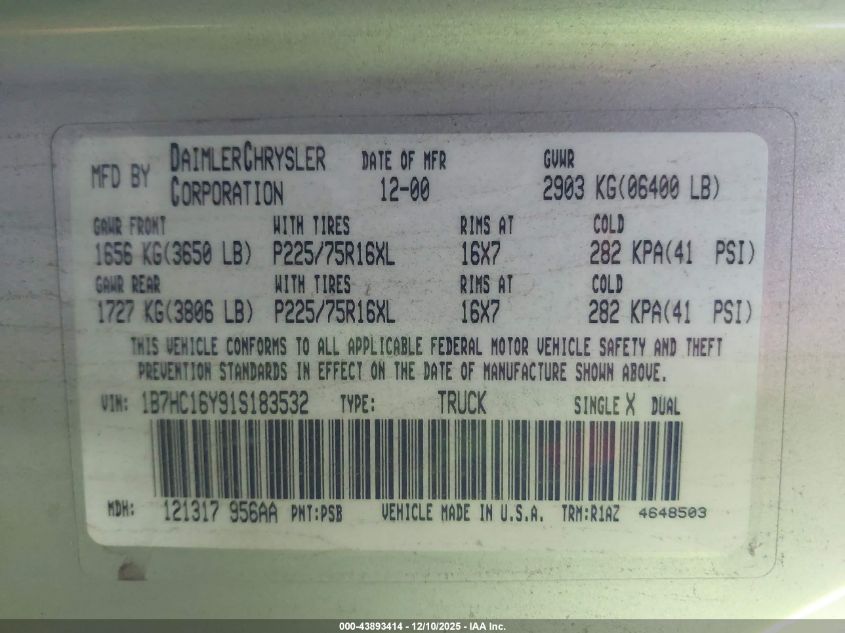 MFD BY DAIMLERCHRYSLER CORPORATION DATE OF MFR 12-00 GVWR 2903 KG(06400 LB)
GAWR FRONT WITH TIRES RIMS AT COLD
1656 KG(3650 LB) P225/75R16XL 16X7 282 KPA(41 PSI)
GAWR REAR WITH TIRES RIMS AT COLD
1727 KG(3806 LB) P225/75R16XL 16X7 282 KPA(41 PSI)
THIS VEHICLE CONFORMS TO ALL APPLICABLE FEDERAL MOTOR VEHICLE SAFETY AND THEFT
PREVENTION STANDARDS IN EFFECT ON THE DATE OF MANUFACTURE SHOWN ABOVE.
VIN: 1B7HC16Y91S183532 TYPE: TRUCK SINGLE X DUAL
MDH: 121317 956AA PNT:PSB VEHICLE MADE IN U.S.A. TRM:R1AZ 4648503
000-43893414 - 12/10/2025 - IAA Inc.